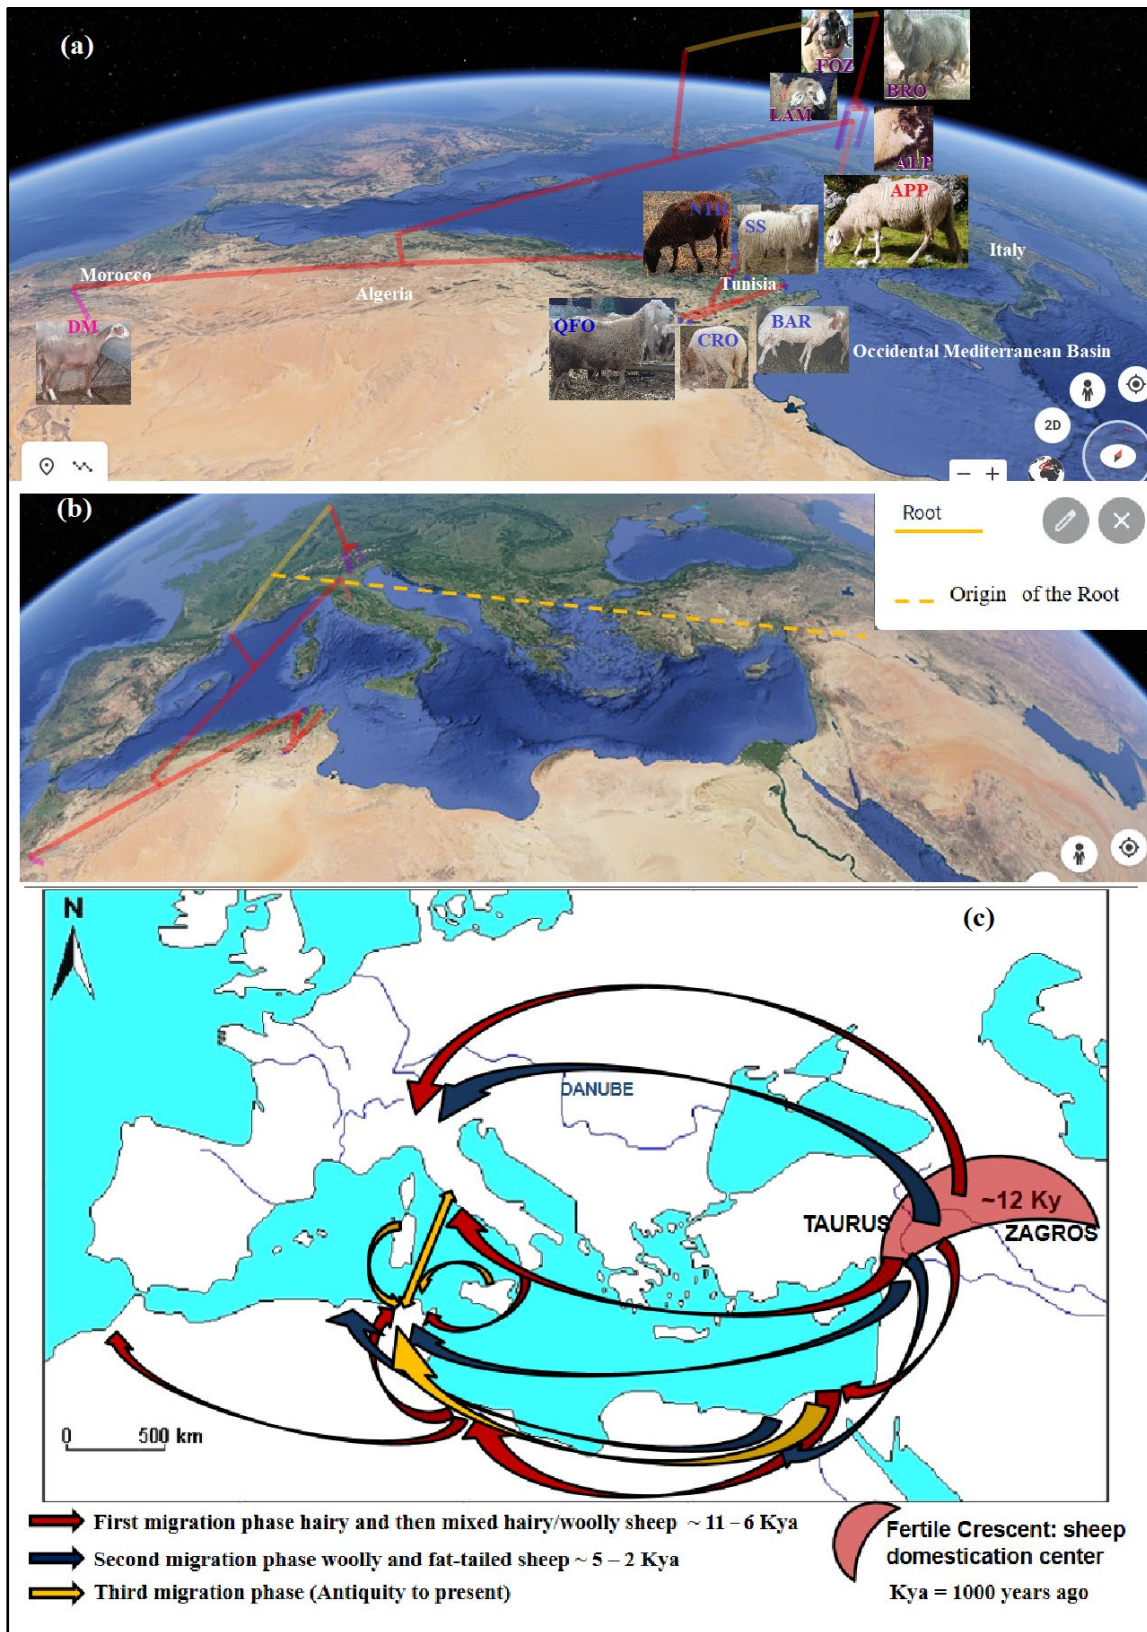 (a)
FOZ
BRO
LAM
ALP
APP
NTH
SS
Italy
Morocco
Algeria
Tunisia
DM
QFO
CRO
BAR
Occidental Mediterranean Basin
2D
(b)
Root
Origin of the Root
N
(c)
DANUBE
~12 Ky
TAURUS
ZAGROS
0 500 km
First migration phase hairy and then mixed hairy/woolly sheep ~ 11 – 6 Kya
Second migration phase woolly and fat-tailed sheep ~ 5 – 2 Kya
Third migration phase (Antiquity to present)
Fertile Crescent: sheep
domestication center
Kya = 1000 years ago